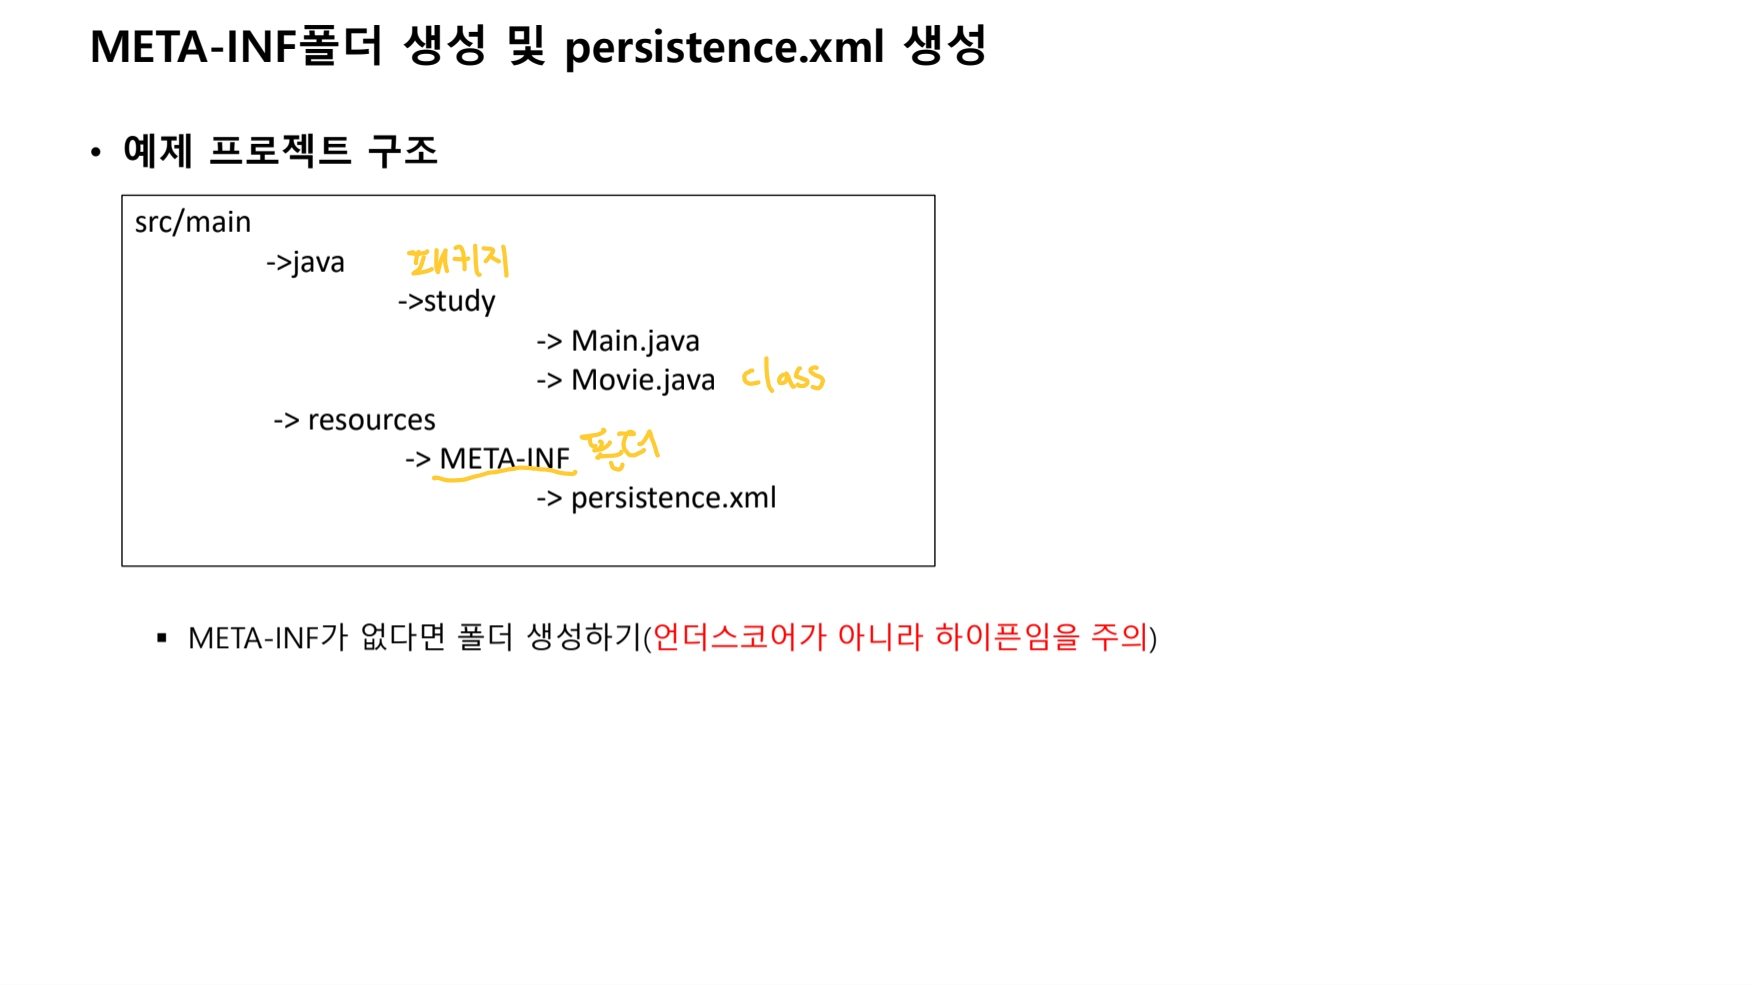 META-INF폴더 생성 및 persistence.xml 생성
• 예제 프로젝트 구조
src/main
->java 패키지
->study
-> Main.java
-> Movie.java class
-> resources
-> META-INF 폴더
-> persistence.xml
▪ META-INF가 없다면 폴더 생성하기(언더스코어가 아니라 하이픈임을 주의)